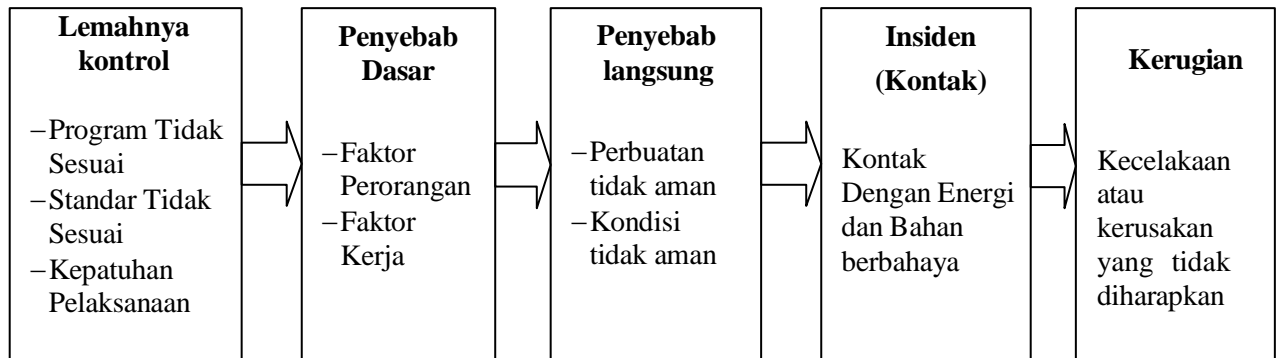 Lemahnya
kontrol
–Program Tidak
Sesuai
–Standar Tidak
Sesuai
–Kepatuhan
Pelaksanaan
Penyebab
Dasar
–Faktor
Perorangan
–Faktor
Kerja
Penyebab
langsung
–Perbuatan
tidak aman
–Kondisi
tidak aman
Insiden
(Kontak)
Kontak
Dengan Energi
dan Bahan
berbahaya
Kerugian
Kecelakaan
atau
kerusakan
yang tidak
diharapkan